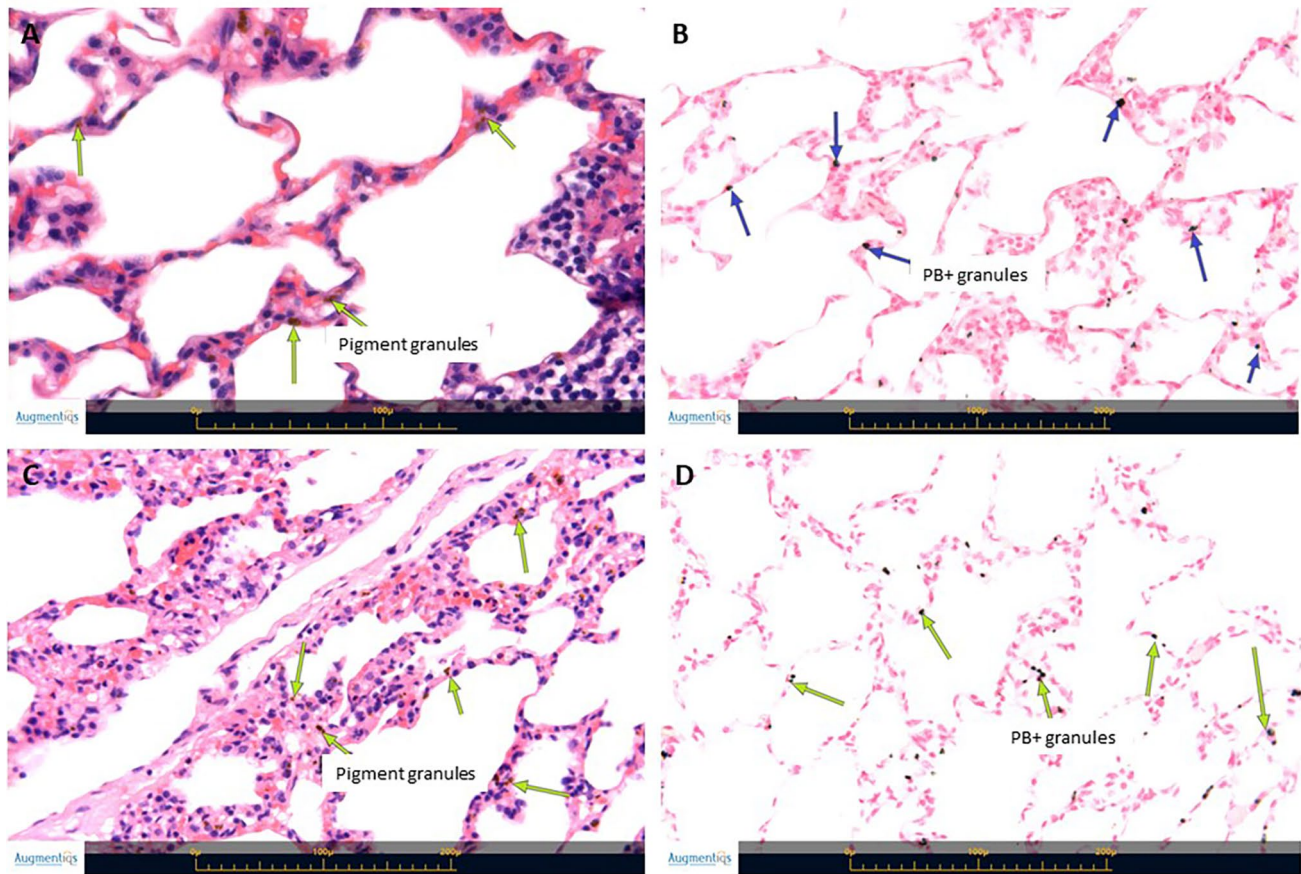 A
Pigment granules
Augmentiqs
0µ 100µ
B
PB+ granules
Augmentiqs
0µ 100µ 200µ
C
Pigment granules
Augmentiqs
0µ 100µ 200µ
D
PB+ granules
Augmentiqs
0µ 100µ 200µ